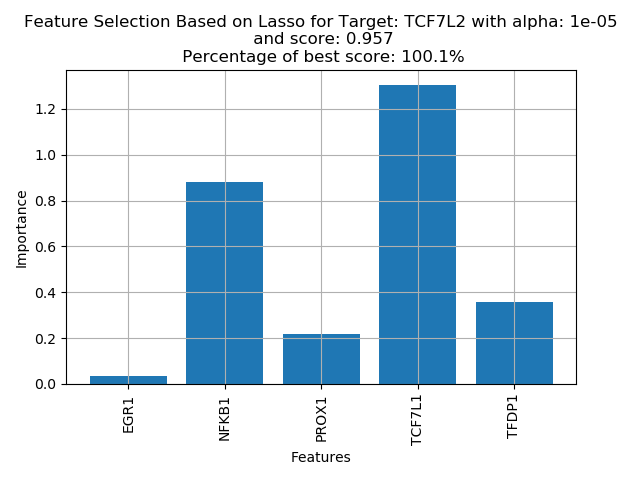 Feature Selection Based on Lasso for Target: TCF7L2 with alpha: 1e-05
and score: 0.957
Percentage of best score: 100.1%
Importance
1.2
1.0
0.8
0.6
0.4
0.2
0.0
EGR1
NFKB1
PROX1
TCF7L1
TFDP1
Features